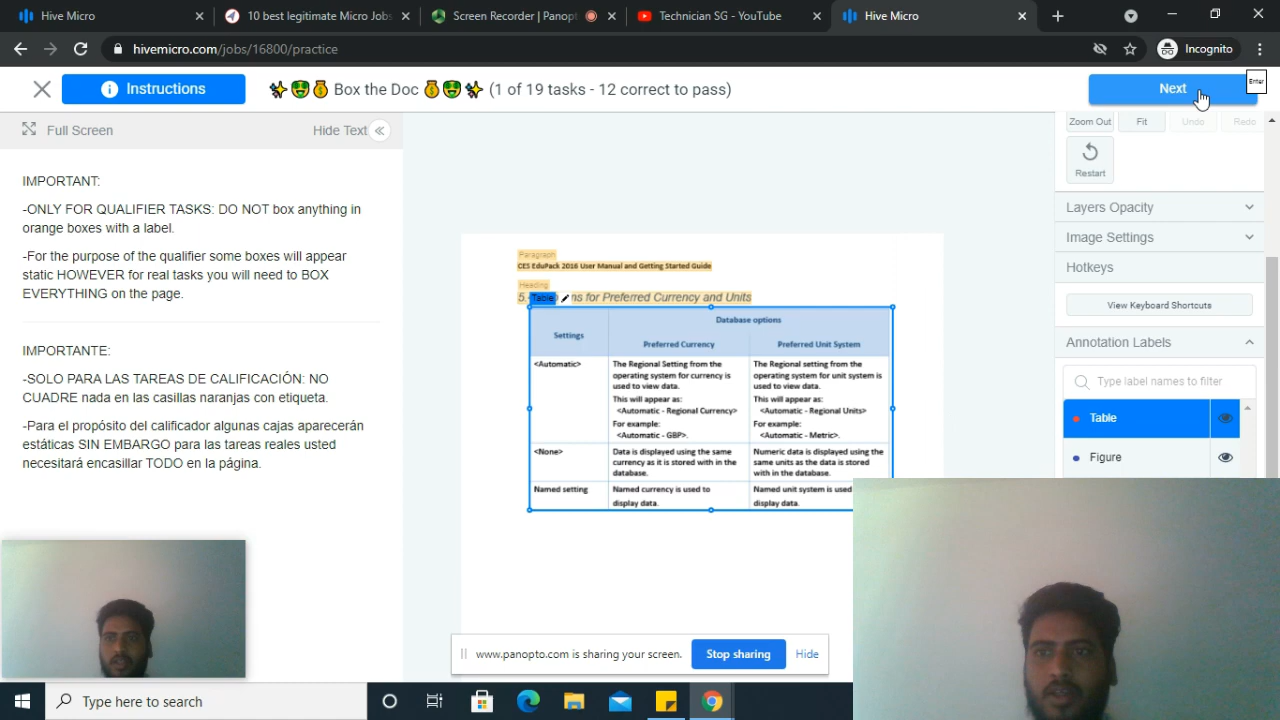 Hive Micro
10 best legitimate Micro Jobs
Screen Recorder | Panop
Technician SG - YouTube
Hive Micro
hivemicro.com/jobs/16800/practice
Incognito
Instructions
Box the Doc
(1 of 19 tasks - 12 correct to pass)
Next
Enter
Full Screen
Hide Text
IMPORTANT:
-ONLY FOR QUALIFIER TASKS: DO NOT box anything in
orange boxes with a label.
-For the purpose of the qualifier some boxes will appear
static HOWEVER for real tasks you will need to BOX
EVERYTHING on the page.
IMPORTANTE:
-SOLO PARA LAS TAREAS DE CALIFICACIÓN: NO
CUADRE nada en las casillas naranjas con etiqueta.
-Para el propósito del calificador algunas cajas aparecerán
estáticas SIN EMBARGO para las tareas reales usted
necesitará encasillar TODO en la página.
Paragraph
CES EduPack 2016 User Manual and Getting Started Guide
Heading
5.
Table
ns for Preferred Currency and Units
Settings
Database options
Preferred Currency
Preferred Unit System
<Automatic>
The Regional Setting from the
operating system for currency is
used to view data.
This will appear as:
<Automatic - Regional Currency>
For example:
<Automatic - GBP>.
The Regional setting from the
operating system for unit system is
used to view data.
This will appear as:
<Automatic - Regional Units>
For example:
<Automatic - Metric>.
<None>
Data is displayed using the same
currency as it is stored with in the
database.
Numeric data is displayed using the
same units as the data is stored
with in the database.
Named setting
Named currency is used to
display data.
Named unit system is used
display data.
Zoom Out
Fit
Undo
Redo
Restart
Layers Opacity
Image Settings
Hotkeys
View Keyboard Shortcuts
Annotation Labels
Type label names to filter
Table
Figure
www.panopto.com is sharing your screen.
Stop sharing
Hide
Type here to search